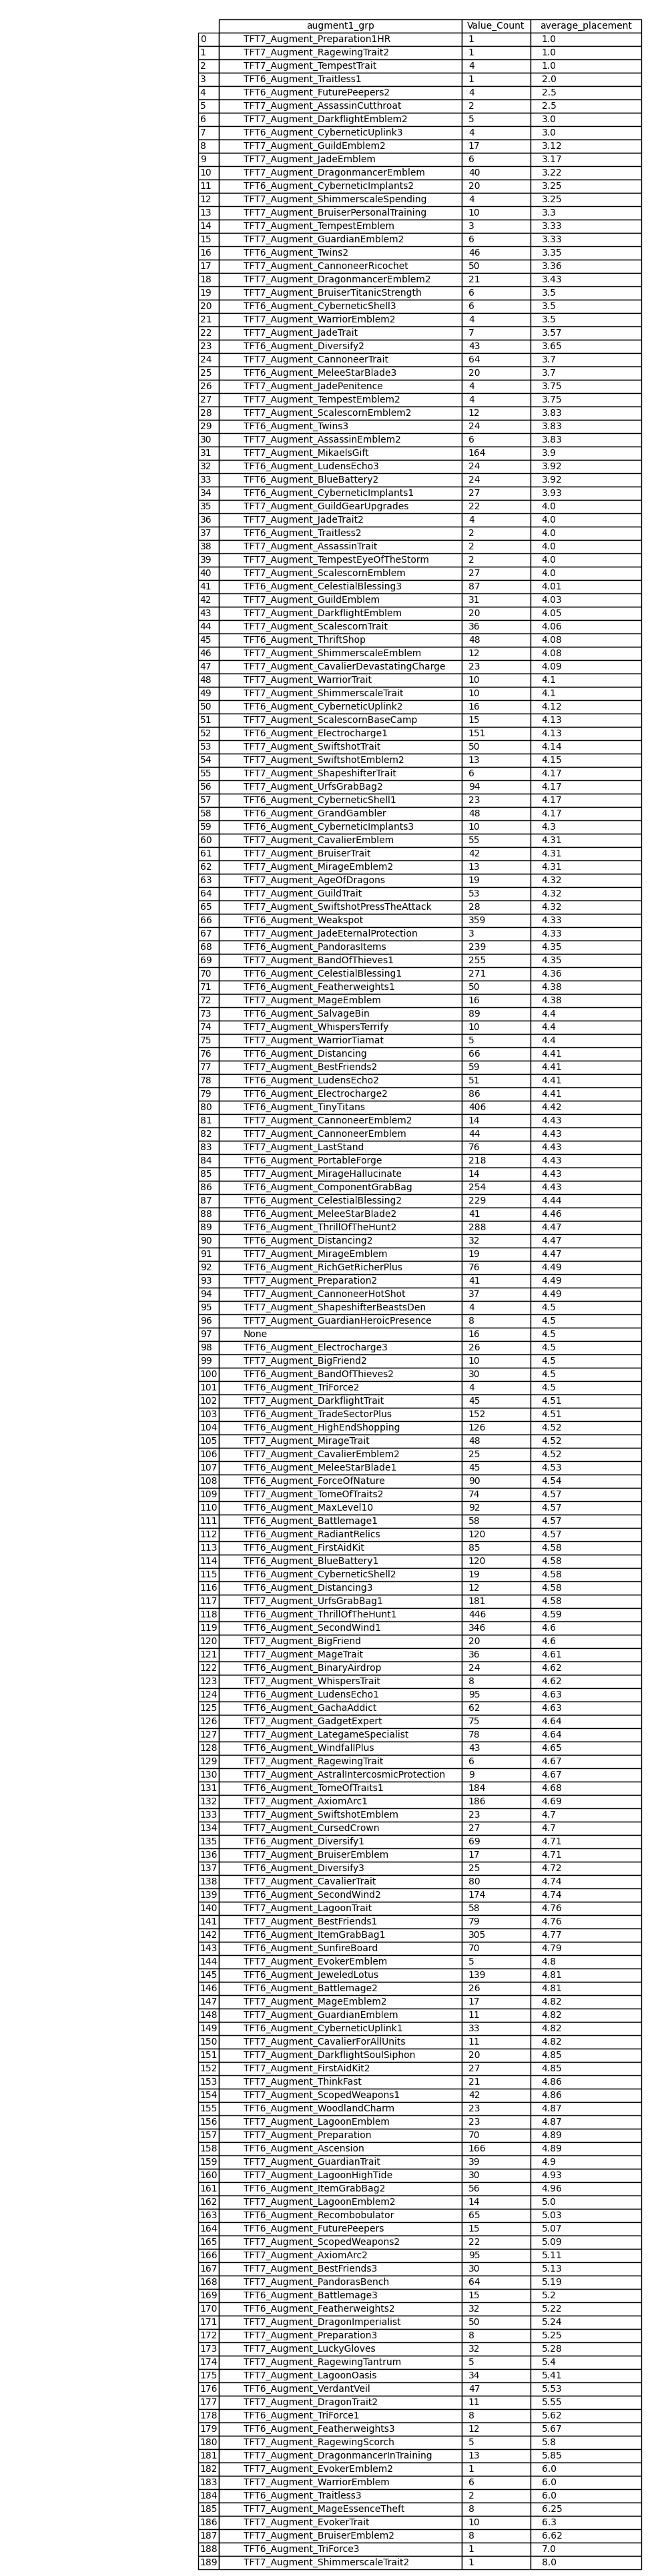 augment1_grp Value_Count average_placement
0 TFT7_Augment_Preparation1HR 1 1.0
1 TFT7_Augment_RagewingTrait2 1 1.0
2 TFT7_Augment_TempestTrait 4 1.0
3 TFT6_Augment_Traitless1 1 2.0
4 TFT6_Augment_FuturePeepers2 4 2.5
5 TFT7_Augment_AssassinCutthroat 2 2.5
6 TFT7_Augment_DarkflightEmblem2 5 3.0
7 TFT6_Augment_CyberneticUplink3 4 3.0
8 TFT7_Augment_GuildEmblem2 17 3.12
9 TFT7_Augment_JadeEmblem 6 3.17
10 TFT7_Augment_DragonmancerEmblem 40 3.22
11 TFT6_Augment_CyberneticImplants2 20 3.25
12 TFT7_Augment_ShimmerscaleSpending 4 3.25
13 TFT7_Augment_BruiserPersonalTraining 10 3.3
14 TFT7_Augment_TempestEmblem 3 3.33
15 TFT7_Augment_GuardianEmblem2 6 3.33
16 TFT6_Augment_Twins2 46 3.35
17 TFT7_Augment_CannoneerRicochet 50 3.36
18 TFT7_Augment_DragonmancerEmblem2 21 3.43
19 TFT7_Augment_BruiserTitanicStrength 6 3.5
20 TFT6_Augment_CyberneticShell3 6 3.5
21 TFT7_Augment_WarriorEmblem2 4 3.5
22 TFT7_Augment_JadeTrait 7 3.57
23 TFT6_Augment_Diversify2 43 3.65
24 TFT7_Augment_CannoneerTrait 64 3.7
25 TFT6_Augment_MeleeStarBlade3 20 3.7
26 TFT7_Augment_JadePenitence 4 3.75
27 TFT7_Augment_TempestEmblem2 4 3.75
28 TFT7_Augment_ScalescornEmblem2 12 3.83
29 TFT6_Augment_Twins3 24 3.83
30 TFT7_Augment_AssassinEmblem2 6 3.83
31 TFT7_Augment_MikaelsGift 164 3.9
32 TFT6_Augment_LudensEcho3 24 3.92
33 TFT6_Augment_BlueBattery2 24 3.92
34 TFT6_Augment_CyberneticImplants1 27 3.93
35 TFT7_Augment_GuildGearUpgrades 22 4.0
36 TFT7_Augment_JadeTrait2 4 4.0
37 TFT6_Augment_Traitless2 2 4.0
38 TFT7_Augment_AssassinTrait 2 4.0
39 TFT7_Augment_TempestEyeOfTheStorm 2 4.0
40 TFT7_Augment_ScalescornEmblem 27 4.0
41 TFT6_Augment_CelestialBlessing3 87 4.01
42 TFT7_Augment_GuildEmblem 31 4.03
43 TFT7_Augment_DarkflightEmblem 20 4.05
44 TFT7_Augment_ScalescornTrait 36 4.06
45 TFT6_Augment_ThriftShop 48 4.08
46 TFT7_Augment_ShimmerscaleEmblem 12 4.08
47 TFT7_Augment_CavalierDevastatingCharge 23 4.09
48 TFT7_Augment_WarriorTrait 10 4.1
49 TFT7_Augment_ShimmerscaleTrait 10 4.1
50 TFT6_Augment_CyberneticUplink2 16 4.12
51 TFT7_Augment_ScalescornBaseCamp 15 4.13
52 TFT6_Augment_Electrocharge1 151 4.13
53 TFT7_Augment_SwiftshotTrait 50 4.14
54 TFT7_Augment_SwiftshotEmblem2 13 4.15
55 TFT7_Augment_ShapeshifterTrait 6 4.17
56 TFT7_Augment_UrfsGrabBag2 94 4.17
57 TFT6_Augment_CyberneticShell1 23 4.17
58 TFT6_Augment_GrandGambler 48 4.17
59 TFT6_Augment_CyberneticImplants3 10 4.3
60 TFT7_Augment_CavalierEmblem 55 4.31
61 TFT7_Augment_BruiserTrait 42 4.31
62 TFT7_Augment_MirageEmblem2 13 4.31
63 TFT7_Augment_AgeOfDragons 19 4.32
64 TFT7_Augment_GuildTrait 53 4.32
65 TFT7_Augment_SwiftshotPressTheAttack 28 4.32
66 TFT6_Augment_Weakspot 359 4.33
67 TFT7_Augment_JadeEternalProtection 3 4.33
68 TFT6_Augment_PandorasItems 239 4.35
69 TFT7_Augment_BandOfThieves1 255 4.35
70 TFT6_Augment_CelestialBlessing1 271 4.36
71 TFT6_Augment_Featherweights1 50 4.38
72 TFT7_Augment_MageEmblem 16 4.38
73 TFT6_Augment_SalvageBin 89 4.4
74 TFT7_Augment_WhispersTerrify 10 4.4
75 TFT7_Augment_WarriorTiamat 5 4.4
76 TFT6_Augment_Distancing 66 4.41
77 TFT7_Augment_BestFriends2 59 4.41
78 TFT6_Augment_LudensEcho2 51 4.41
79 TFT6_Augment_Electrocharge2 86 4.41
80 TFT6_Augment_TinyTitans 406 4.42
81 TFT7_Augment_CannoneerEmblem2 14 4.43
82 TFT7_Augment_CannoneerEmblem 44 4.43
83 TFT7_Augment_LastStand 76 4.43
84 TFT6_Augment_PortableForge 218 4.43
85 TFT7_Augment_MirageHallucinate 14 4.43
86 TFT6_Augment_ComponentGrabBag 254 4.43
87 TFT6_Augment_CelestialBlessing2 229 4.44
88 TFT6_Augment_MeleeStarBlade2 41 4.46
89 TFT6_Augment_ThrillOfTheHunt2 288 4.47
90 TFT6_Augment_Distancing2 32 4.47
91 TFT7_Augment_MirageEmblem 19 4.47
92 TFT6_Augment_RichGetRicherPlus 76 4.49
93 TFT7_Augment_Preparation2 41 4.49
94 TFT7_Augment_CannoneerHotShot 37 4.49
95 TFT7_Augment_ShapeshifterBeastsDen 4 4.5
96 TFT7_Augment_GuardianHeroicPresence 8 4.5
97 None 16 4.5
98 TFT6_Augment_Electrocharge3 26 4.5
99 TFT7_Augment_BigFriend2 10 4.5
100 TFT6_Augment_BandOfThieves2 30 4.5
101 TFT6_Augment_TriForce2 4 4.5
102 TFT7_Augment_DarkflightTrait 45 4.51
103 TFT6_Augment_TradeSectorPlus 152 4.51
104 TFT6_Augment_HighEndShopping 126 4.52
105 TFT7_Augment_MirageTrait 48 4.52
106 TFT7_Augment_CavalierEmblem2 25 4.52
107 TFT6_Augment_MeleeStarBlade1 45 4.53
108 TFT6_Augment_ForceOfNature 90 4.54
109 TFT7_Augment_TomeOfTraits2 74 4.57
110 TFT7_Augment_MaxLevel10 92 4.57
111 TFT6_Augment_Battlemage1 58 4.57
112 TFT6_Augment_RadiantRelics 120 4.57
113 TFT6_Augment_FirstAidKit 85 4.58
114 TFT6_Augment_BlueBattery1 120 4.58
115 TFT6_Augment_CyberneticShell2 19 4.58
116 TFT6_Augment_Distancing3 12 4.58
117 TFT7_Augment_UrfsGrabBag1 181 4.58
118 TFT6_Augment_ThrillOfTheHunt1 446 4.59
119 TFT6_Augment_SecondWind1 346 4.6
120 TFT7_Augment_BigFriend 20 4.6
121 TFT7_Augment_MageTrait 36 4.61
122 TFT6_Augment_BinaryAirdrop 24 4.62
123 TFT7_Augment_WhispersTrait 8 4.62
124 TFT6_Augment_LudensEcho1 95 4.63
125 TFT7_Augment_GachaAddict 62 4.63
126 TFT7_Augment_GadgetExpert 75 4.64
127 TFT7_Augment_LategameSpecialist 78 4.64
128 TFT6_Augment_WindfallPlus 43 4.65
129 TFT7_Augment_RagewingTrait 6 4.67
130 TFT7_Augment_AstralIntercosmicProtection 9 4.67
131 TFT6_Augment_TomeOfTraits1 184 4.68
132 TFT7_Augment_AxiomArc1 186 4.69
133 TFT7_Augment_SwiftshotEmblem 23 4.7
134 TFT7_Augment_CursedCrown 27 4.7
135 TFT6_Augment_Diversify1 69 4.71
136 TFT7_Augment_BruiserEmblem 17 4.71
137 TFT6_Augment_Diversify3 25 4.72
138 TFT7_Augment_CavalierTrait 80 4.74
139 TFT6_Augment_SecondWind2 174 4.74
140 TFT7_Augment_LagoonTrait 58 4.76
141 TFT7_Augment_BestFriends1 79 4.76
142 TFT6_Augment_ItemGrabBag1 305 4.77
143 TFT6_Augment_SunfireBoard 70 4.79
144 TFT7_Augment_EvokerEmblem 5 4.8
145 TFT6_Augment_JeweledLotus 139 4.81
146 TFT6_Augment_Battlemage2 26 4.81
147 TFT7_Augment_MageEmblem2 17 4.82
148 TFT7_Augment_GuardianEmblem 11 4.82
149 TFT6_Augment_CyberneticUplink1 33 4.82
150 TFT7_Augment_CavalierForAllUnits 11 4.82
151 TFT7_Augment_DarkflightSoulSiphon 20 4.85
152 TFT7_Augment_FirstAidKit2 27 4.85
153 TFT7_Augment_ThinkFast 21 4.86
154 TFT7_Augment_ScopedWeapons1 42 4.86
155 TFT6_Augment_WoodlandCharm 23 4.87
156 TFT7_Augment_LagoonEmblem 23 4.87
157 TFT7_Augment_Preparation 70 4.89
158 TFT6_Augment_Ascension 166 4.89
159 TFT7_Augment_GuardianTrait 39 4.9
160 TFT7_Augment_LagoonHighTide 30 4.93
161 TFT6_Augment_ItemGrabBag2 56 4.96
162 TFT7_Augment_LagoonEmblem2 14 5.0
163 TFT6_Augment_Recombobulator 65 5.03
164 TFT6_Augment_FuturePeepers 15 5.07
165 TFT7_Augment_ScopedWeapons2 22 5.09
166 TFT7_Augment_AxiomArc2 95 5.11
167 TFT7_Augment_BestFriends3 30 5.13
168 TFT7_Augment_PandorasBench 64 5.19
169 TFT6_Augment_Battlemage3 15 5.2
170 TFT6_Augment_Featherweights2 32 5.22
171 TFT7_Augment_DragonImperialist 50 5.24
172 TFT7_Augment_Preparation3 8 5.25
173 TFT7_Augment_LuckyGloves 32 5.28
174 TFT7_Augment_RagewingTantrum 5 5.4
175 TFT7_Augment_LagoonOasis 34 5.41
176 TFT6_Augment_VerdantVeil 47 5.53
177 TFT7_Augment_DragonTrait2 11 5.55
178 TFT6_Augment_TriForce1 8 5.62
179 TFT6_Augment_Featherweights3 12 5.67
180 TFT7_Augment_RagewingScorch 5 5.8
181 TFT7_Augment_DragonmancerInTraining 13 5.85
182 TFT7_Augment_EvokerEmblem2 1 6.0
183 TFT7_Augment_WarriorEmblem 6 6.0
184 TFT6_Augment_Traitless3 2 6.0
185 TFT7_Augment_MageEssenceTheft 8 6.25
186 TFT7_Augment_EvokerTrait 10 6.3
187 TFT7_Augment_BruiserEmblem2 8 6.62
188 TFT6_Augment_TriForce3 1 7.0
189 TFT7_Augment_ShimmerscaleTrait2 1 8.0